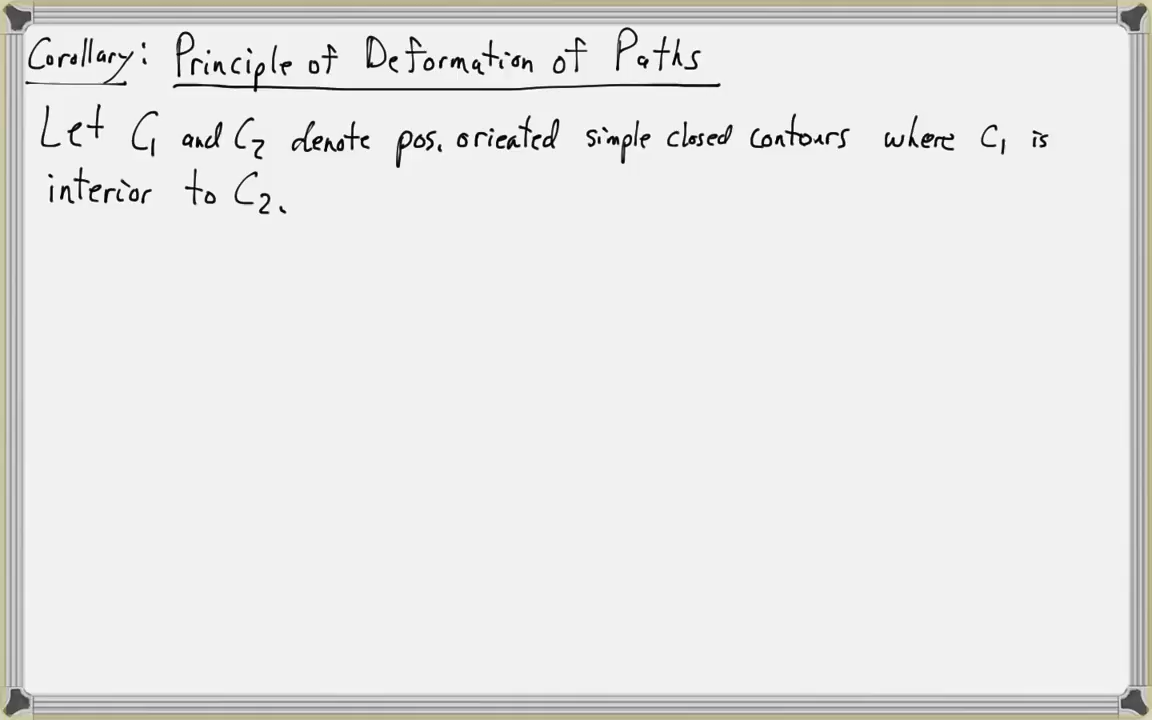 Corollary: Principle of Deformation of Paths
Let C₁ and C₂ denote pos. oriented simple closed contours where C₁ is
interior to C₂.